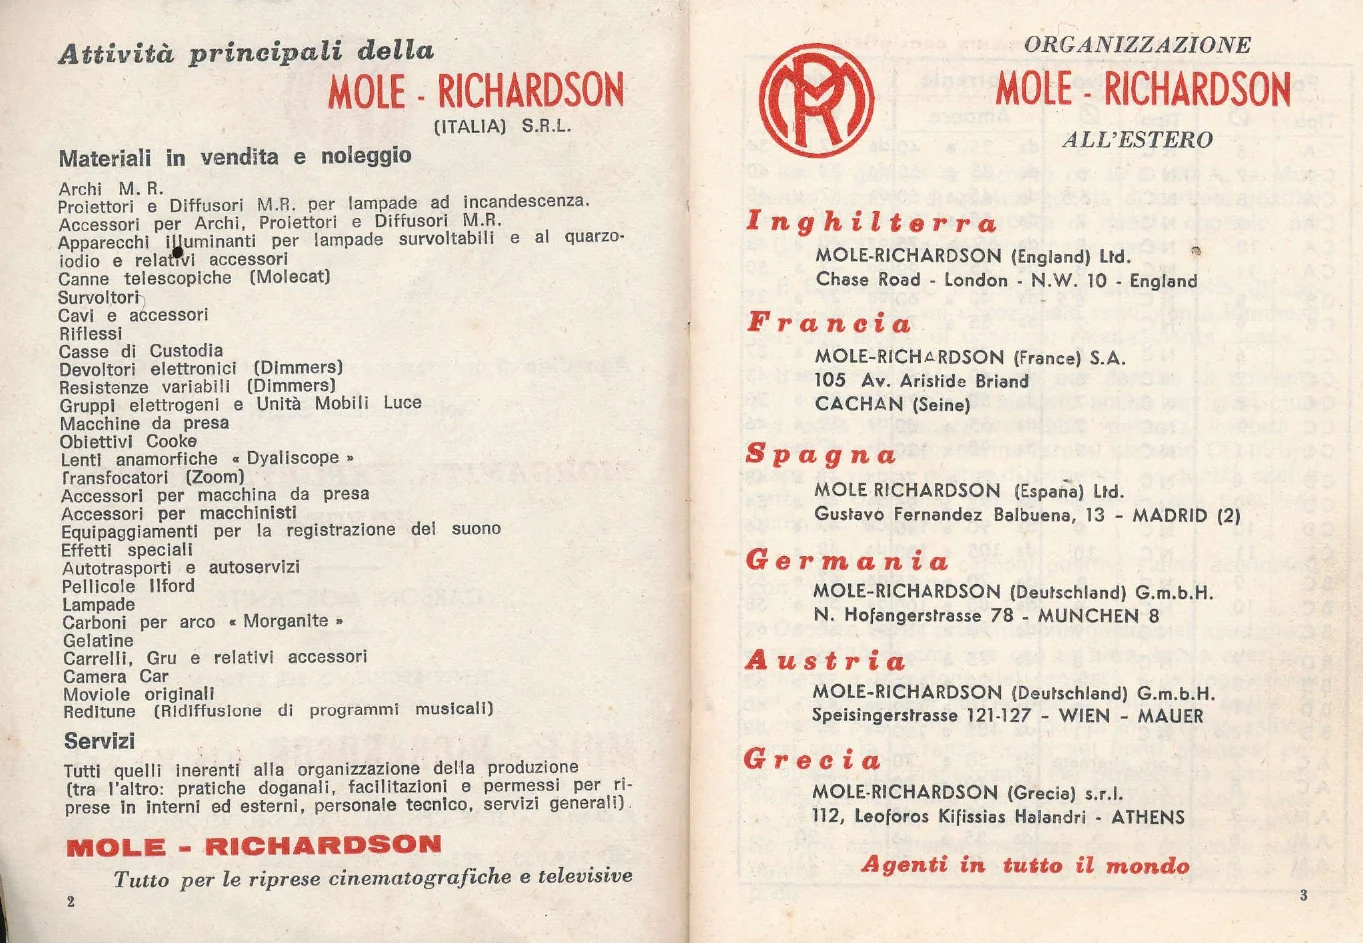 Attività principali della
MOLE - RICHARDSON
(ITALIA) S.R.L.
Materiali in vendita e noleggio
Archi M. R.
Proiettori e Diffusori M.R. per lampade ad incandescenza.
Accessori per Archi, Proiettori e Diffusori M.R.
Apparecchi illuminanti per lampade survoltabili e al quarzo-
iodio e relativi accessori
Canne telescopiche (Molecat)
Survoltori
Cavi e accessori
Riflessi
Casse di Custodia
Devoltori elettronici (Dimmers)
Resistenze variabili (Dimmers)
Gruppi elettrogeni e Unità Mobili Luce
Macchine da presa
Obiettivi Cooke
Lenti anamorfiche « Dyaliscope »
Transfocatori (Zoom)
Accessori per macchina da presa
Accessori per macchinisti
Equipaggiamenti per la registrazione del suono
Effetti speciali
Autotrasporti e autoservizi
Pellicole Ilford
Lampade
Carboni per arco « Morganite »
Gelatine
Carrelli, Gru e relativi accessori
Camera Car
Moviole originali
Reditune (Ridiffusione di programmi musicali)
Servizi
Tutti quelli inerenti alla organizzazione della produzione
(tra l'altro: pratiche doganali, facilitazioni e permessi per ri-
prese in interni ed esterni, personale tecnico, servizi generali).
MOLE - RICHARDSON
Tutto per le riprese cinematografiche e televisive
2
MR
ORGANIZZAZIONE
MOLE - RICHARDSON
ALL'ESTERO
Inghilterra
MOLE-RICHARDSON (England) Ltd.
Chase Road - London - N.W. 10 - England
Francia
MOLE-RICHARDSON (France) S.A.
105 Av. Aristide Briand
CACHAN (Seine)
Spagna
MOLE RICHARDSON (España) Ltd.
Gustavo Fernandez Balbuena, 13 - MADRID (2)
Germania
MOLE-RICHARDSON (Deutschland) G.m.b.H.
N. Hofangerstrasse 78 - MUNCHEN 8
Austria
MOLE-RICHARDSON (Deutschland) G.m.b.H.
Speisingerstrasse 121-127 - WIEN - MAUER
Grecia
MOLE-RICHARDSON (Grecia) s.r.l.
112, Leoforos Kifissias Halandri - ATHENS
Agenti in tutto il mondo
3